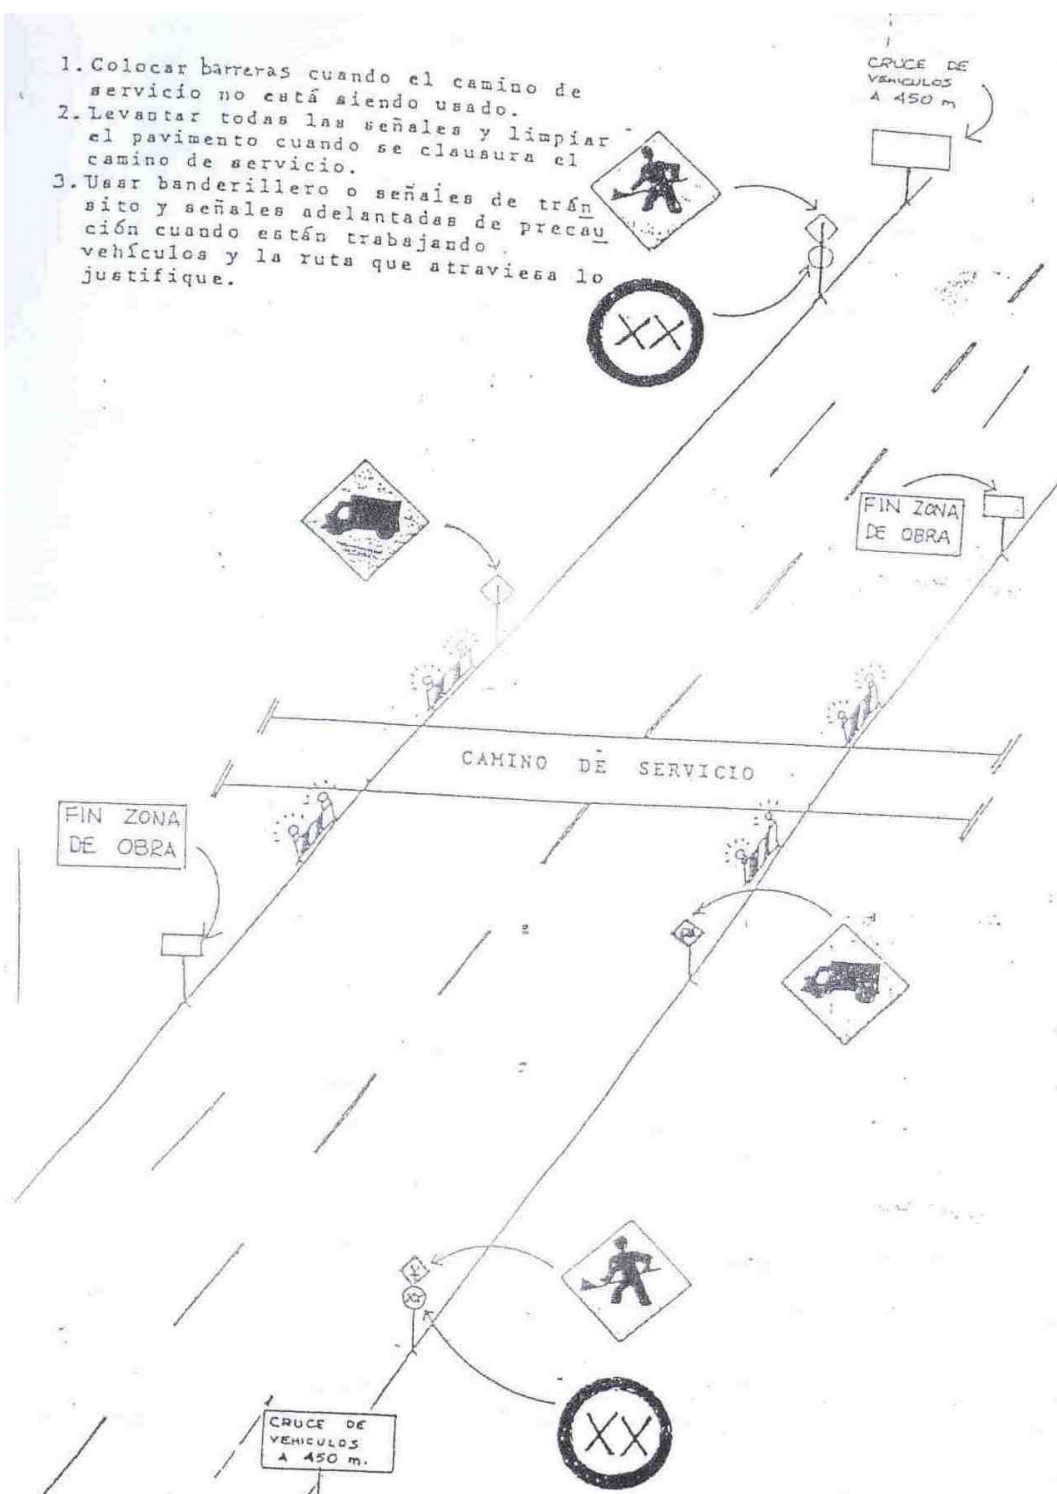 1. Colocar barreras cuando el camino de
servicio no está siendo usado.
2. Levantar todas las señales y limpiar
el pavimento cuando se clausura el
camino de servicio.
3. Usar banderillero o señales de trán
sito y señales adelantadas de precau
ción cuando están trabajando
vehículos y la ruta que atraviesa lo
justifique.
CRUCE DE
VEHICULOS
A 450 m
XX
FIN ZONA
DE OBRA
CAMINO DE SERVICIO
FIN ZONA
DE OBRA
XX
XX
CRUCE DE
VEHICULOS
A 450 m.